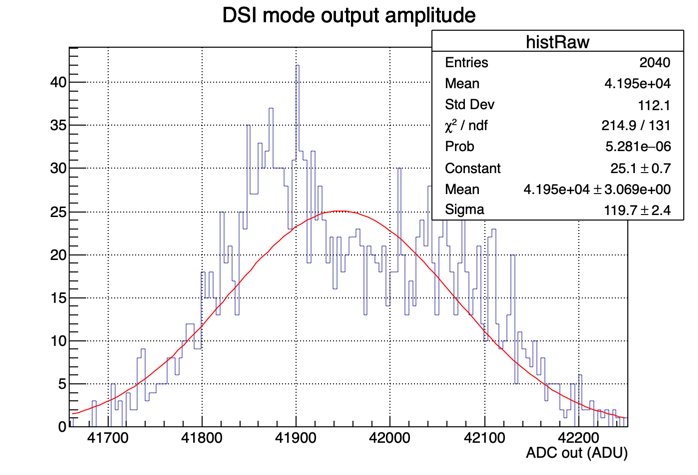 DSI mode output amplitude
histRaw
Entries 2040
Mean 4.195e+04
Std Dev 112.1
χ² / ndf 214.9 / 131
Prob 5.281e−06
Constant 25.1 ± 0.7
Mean 4.195e+04 ± 3.069e+00
Sigma 119.7 ± 2.4
40
35
30
25
20
15
10
5
0
41700 41800 41900 42000 42100 42200
ADC out (ADU)